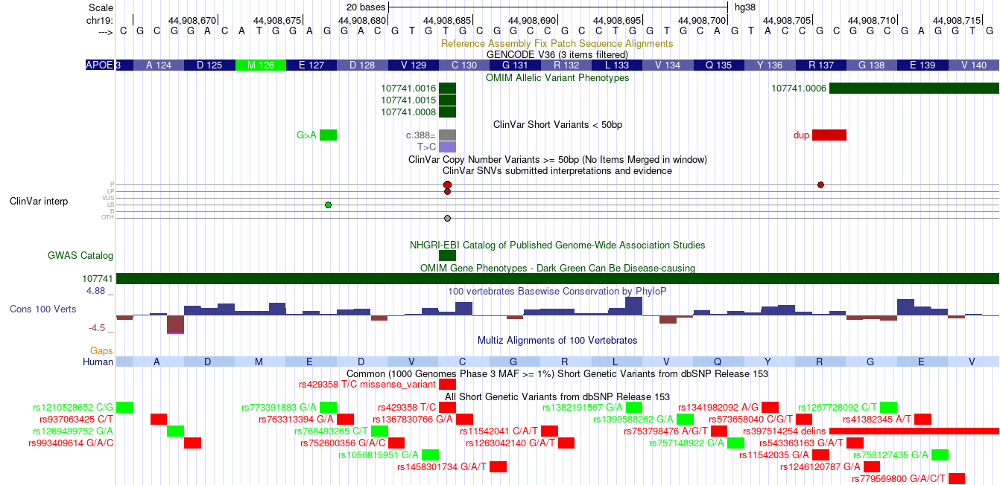 Scale 20 bases hg38
chr19: 44,908,670 44,908,675 44,908,680 44,908,685 44,908,690 44,908,695 44,908,700 44,908,705 44,908,710 44,908,715
---> C G C G G A C A T G G A G G A C G T G T G C G G C C G C C T G G T G C A G T A C C G C G G C G A G G T G
Reference Assembly Fix Patch Sequence Alignments
GENCODE V36 (3 items filtered)
APOE 3 A 124 D 125 M 126 E 127 D 128 V 129 C 130 G 131 R 132 L 133 V 134 Q 135 Y 136 R 137 G 138 E 139 V 140
OMIM Allelic Variant Phenotypes
107741.0016 107741.0006
107741.0015
107741.0008
ClinVar Short Variants < 50bp
G>A c.388= dup
T>C
ClinVar Copy Number Variants >= 50bp (No Items Merged in window)
ClinVar SNVs submitted interpretations and evidence
P
LP
VUS
ClinVar interp LB
B
OTH
NHGRI-EBI Catalog of Published Genome-Wide Association Studies
GWAS Catalog
OMIM Gene Phenotypes - Dark Green Can Be Disease-causing
107741
4.88 _ 100 vertebrates Basewise Conservation by PhyloP
Cons 100 Verts
-4.5 _
Multiz Alignments of 100 Vertebrates
Gaps
Human A D M E D V C G R L V Q Y R G E V
Common (1000 Genomes Phase 3 MAF >= 1%) Short Genetic Variants from dbSNP Release 153
rs429358 T/C missense_variant
All Short Genetic Variants from dbSNP Release 153
rs1210528652 C/G rs773391883 G/A rs429358 T/C rs1382191567 G/A rs1341982092 A/G rs1267728092 C/T
rs937063425 C/T rs763313394 G/A rs1367830766 G/A rs1399588262 G/A rs573658040 C/G/T rs41382345 A/T
rs1269499752 G/A rs766493265 C/T rs11542041 C/A/T rs753798476 A/G/T rs397514254 delins
rs993409614 G/A/C rs752600356 G/A/C rs1263042140 G/A/T rs757148922 G/A rs543363163 G/A/T
rs1056815951 G/A rs11542035 G/A rs758127435 G/A
rs1458301734 G/A/T rs1246120787 G/A
rs779569800 G/A/C/T